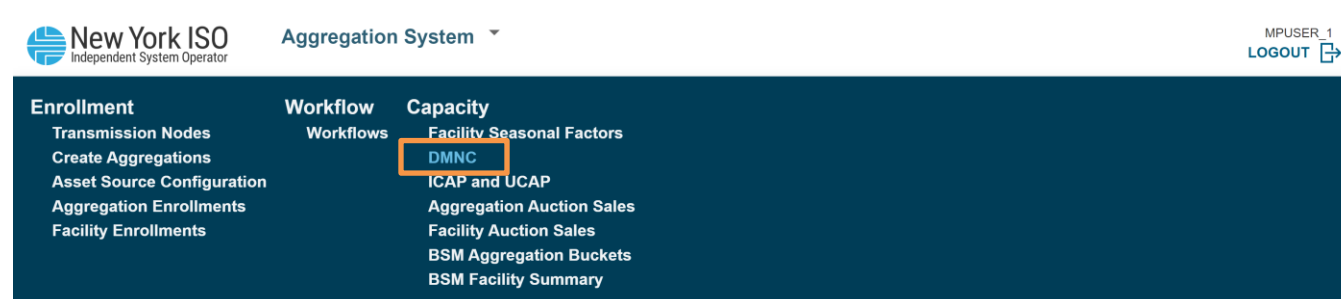 New York ISO
Independent System Operator
Aggregation System
MPUSER_1
LOGOUT
Enrollment
Transmission Nodes
Create Aggregations
Asset Source Configuration
Aggregation Enrollments
Facility Enrollments
Workflow
Workflows
Capacity
Facility Seasonal Factors
DMNC
ICAP and UCAP
Aggregation Auction Sales
Facility Auction Sales
BSM Aggregation Buckets
BSM Facility Summary